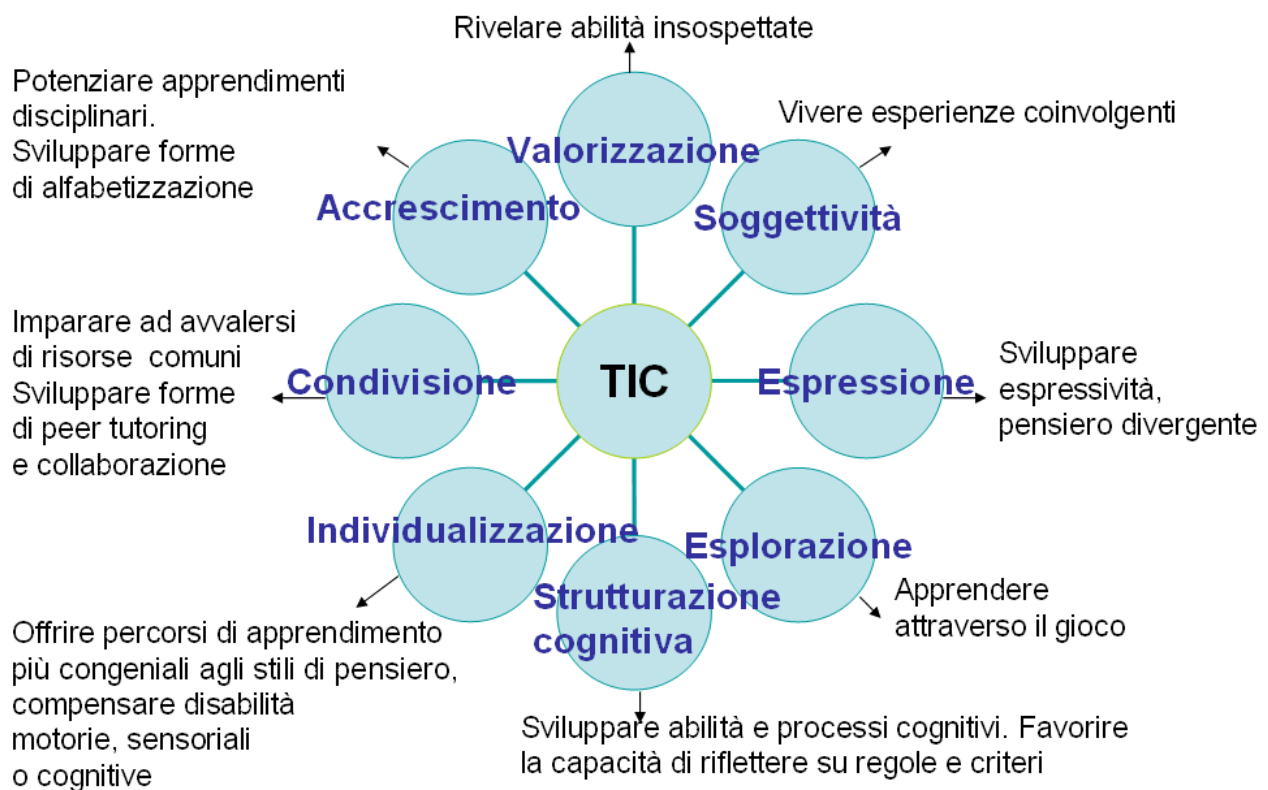 Rivelare abilità insospettate
Valorizzazione
Vivere esperienze coinvolgenti
Soggettività
Potenziare apprendimenti
disciplinari.
Sviluppare forme
di alfabetizzazione
Accrescimento
Imparare ad avvalersi
di risorse comuni
Sviluppare forme
di peer tutoring
e collaborazione
Condivisione
TIC
Espressione
Sviluppare
espressività,
pensiero divergente
Individualizzazione
Offrire percorsi di apprendimento
più congeniali agli stili di pensiero,
compensare disabilità
motorie, sensoriali
o cognitive
Strutturazione
cognitiva
Sviluppare abilità e processi cognitivi. Favorire
la capacità di riflettere su regole e criteri
Esplorazione
Apprendere
attraverso il gioco